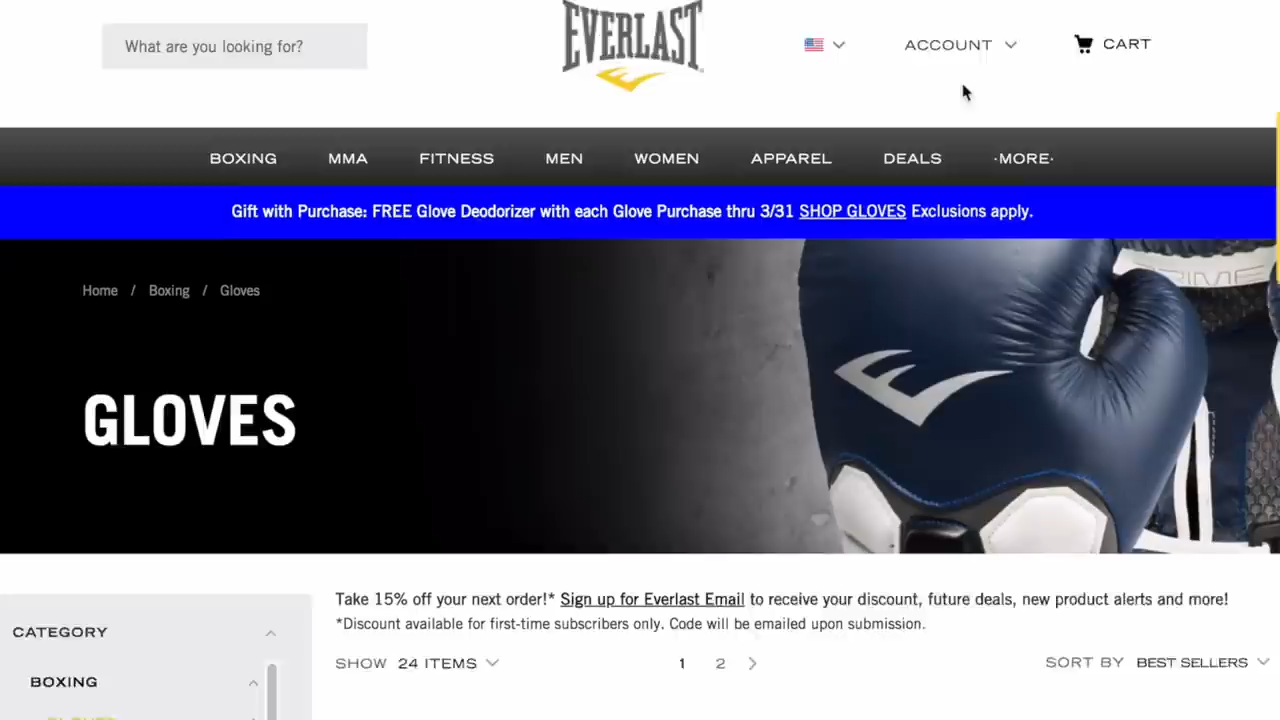 What are you looking for?
EVERLAST
ACCOUNT
CART
BOXING
MMA
FITNESS
MEN
WOMEN
APPAREL
DEALS
·MORE·
Gift with Purchase: FREE Glove Deodorizer with each Glove Purchase thru 3/31 SHOP GLOVES Exclusions apply.
Home / Boxing / Gloves
GLOVES
Take 15% off your next order!* Sign up for Everlast Email to receive your discount, future deals, new product alerts and more!
*Discount available for first-time subscribers only. Code will be emailed upon submission.
CATEGORY
SHOW 24 ITEMS
1 2
SORT BY BEST SELLERS
BOXING